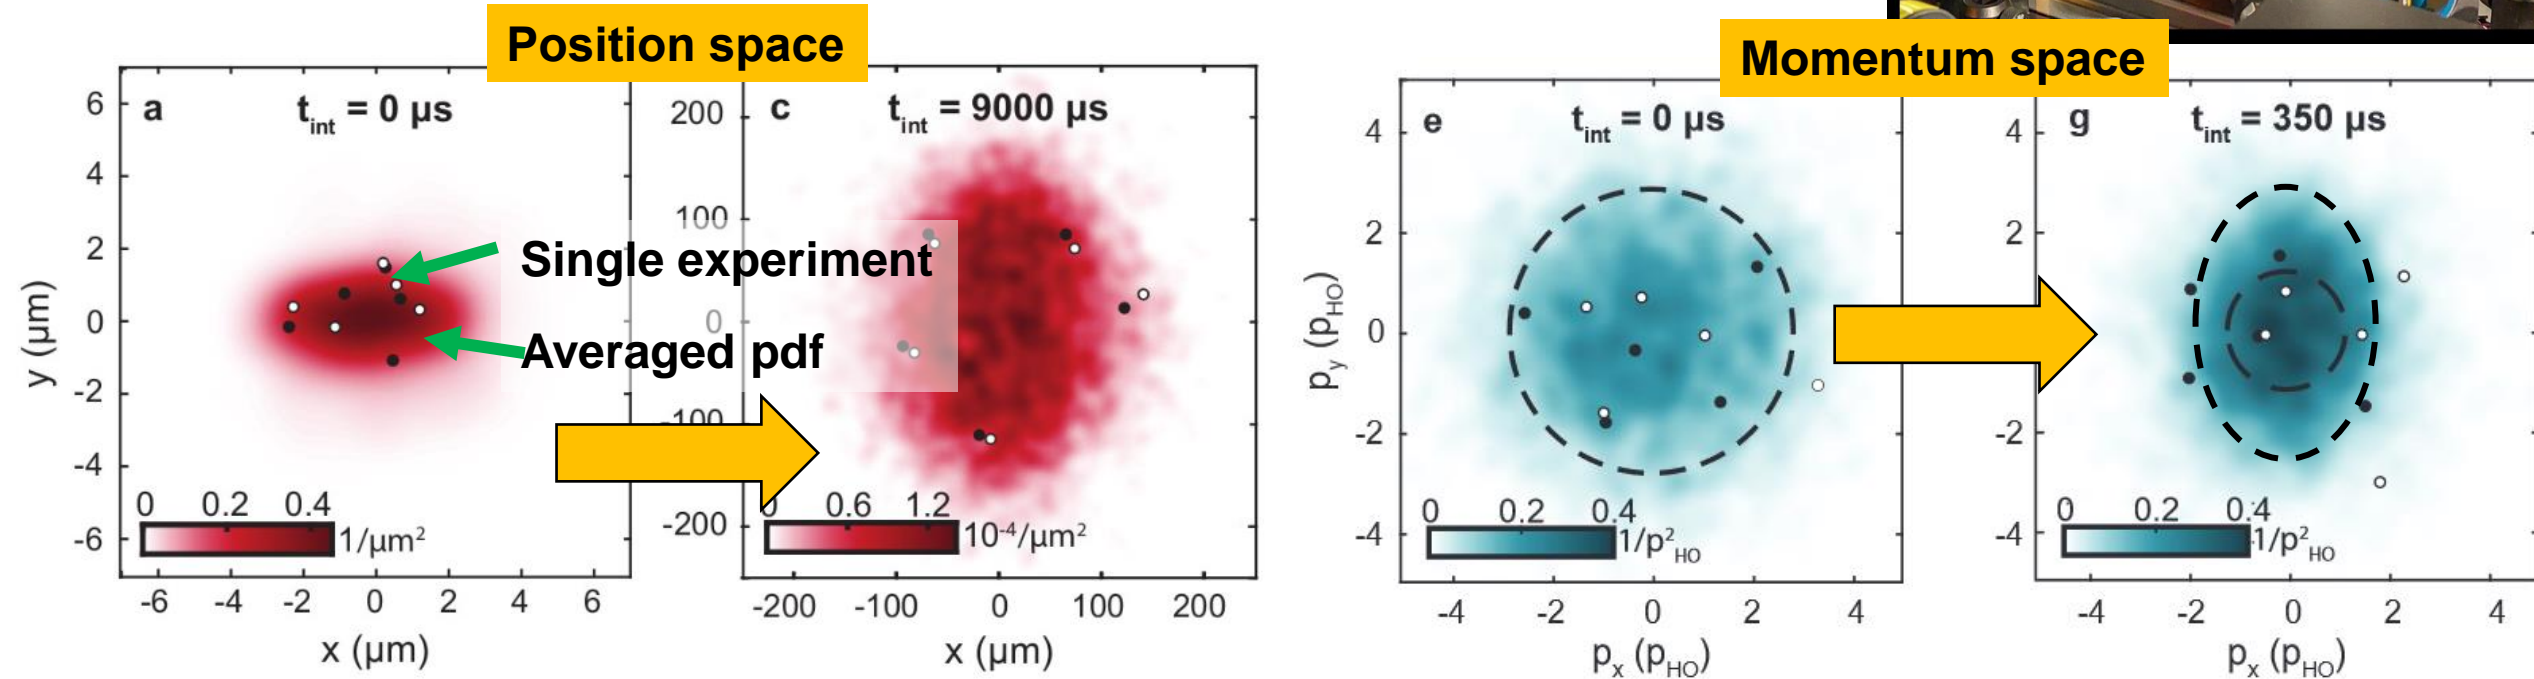 Position space
Momentum space
a
t_int = 0 µs
6
4
2
0
-2
-4
-6
y (µm)
Single experiment
Averaged pdf
0 0.2 0.4
1/µm²
-6 -4 -2 0 2 4 6
x (µm)
c
t_int = 9000 µs
200
100
0
-100
-200
0 0.6 1.2
10⁻⁴/µm²
-200 -100 0 100 200
x (µm)
e
t_int = 0 µs
4
2
0
-2
-4
p_y (p_HO)
0 0.2 0.4
1/p²_HO
-4 -2 0 2 4
p_x (p_HO)
g
t_int = 350 µs
4
2
-2
-4
0 0.2 0.4
1/p²_HO
-4 -2 0 2 4
p_x (p_HO)